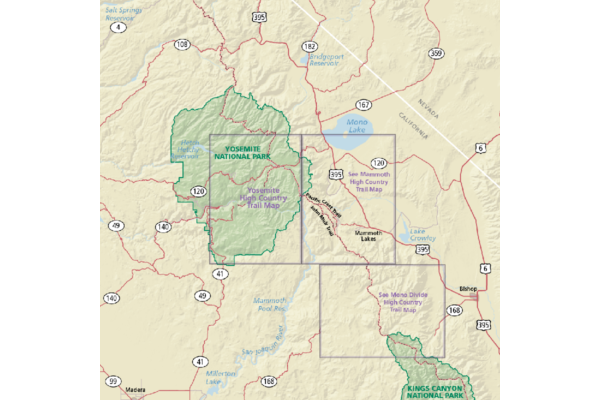 Salt Springs
Reservoir
4
395
108
182
Bridgeport
Reservoir
359
167
NEVADA
CALIFORNIA
Mono
Lake
6
Hetch
Hetchy
Reservoir
YOSEMITE
NATIONAL PARK
120
395
See Mammoth
High Country
Trail Map
120
Yosemite
High Country
Trail Map
Pacific Crest Trail
John Muir Trail
49
140
Mammoth
Lakes
Lake
Crowley
395
41
6
140
49
Mammoth
Pool Res.
See Mono Divide
High Country
Trail Map
Bishop
168
395
San Joaquin River
41
Millerton
Lake
168
99
Madera
KINGS CANYON
NATIONAL PARK